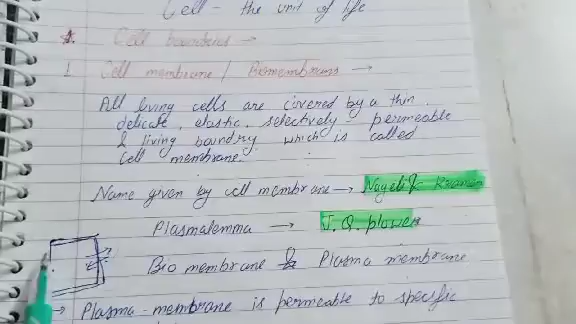 Cell - the unit of life
* Cell boundries →
1 Cell membrane / Biomembrans →
All living cells are covered by a thin,
delicate, elastic, selectively permeable
& living boundry which is called
cell membrane.
Name given by cell membrane → Nageli & Kramer
Plasmalemma → J. Q. plower
Bio membrane & Plasma membrane
→ Plasma-membrane is permeable to specific